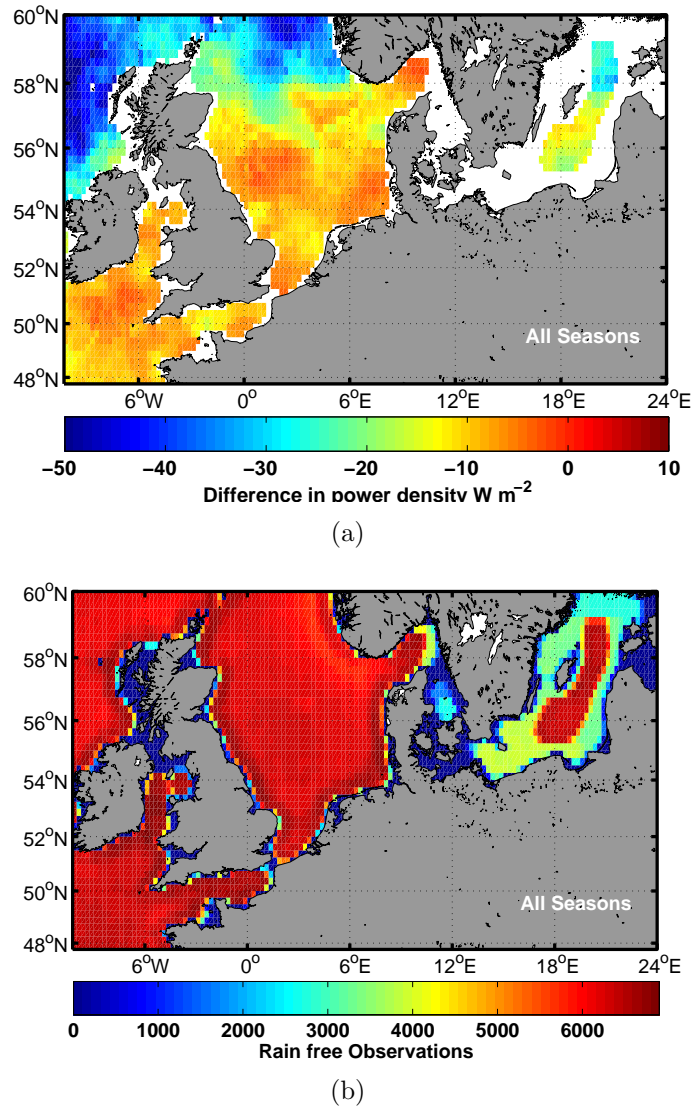 60°N
58°N
56°N
54°N
52°N
50°N
48°N
All Seasons
6°W 0° 6°E 12°E 18°E 24°E
−50 −40 −30 −20 −10 0 10
Difference in power density W m⁻²
(a)
60°N
58°N
56°N
54°N
52°N
50°N
48°N
All Seasons
6°W 0° 6°E 12°E 18°E 24°E
0 1000 2000 3000 4000 5000 6000
Rain free Observations
(b)